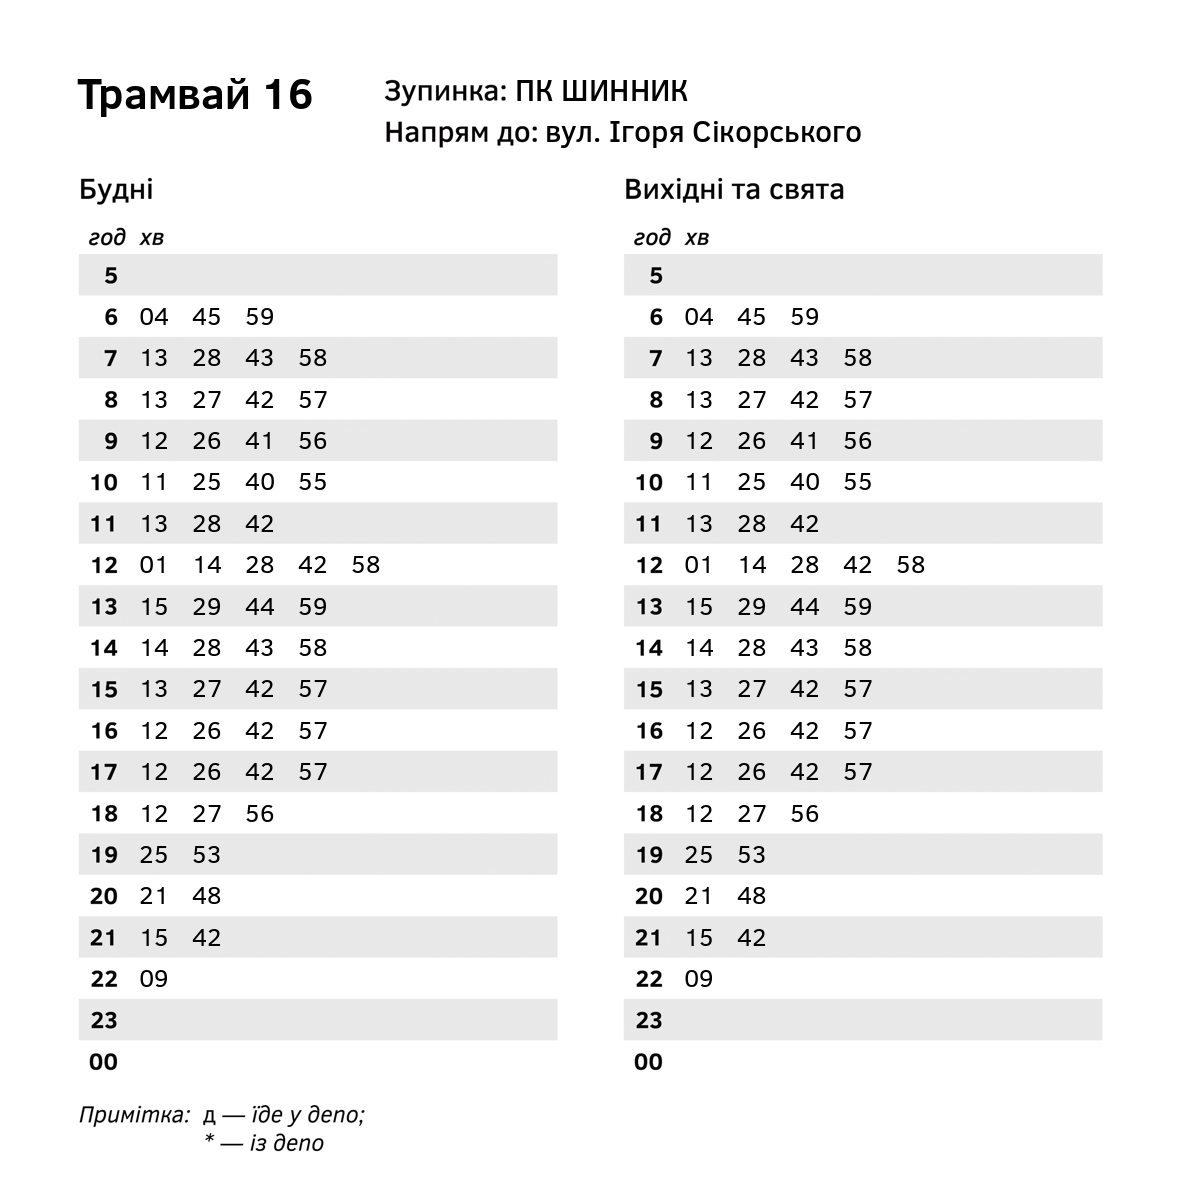 Трамвай 16
Зупинка: ПК ШИННИК
Напрям до: вул. Ігоря Сікорського
Будні
год хв
5
6 04 45 59
7 13 28 43 58
8 13 27 42 57
9 12 26 41 56
10 11 25 40 55
11 13 28 42
12 01 14 28 42 58
13 15 29 44 59
14 14 28 43 58
15 13 27 42 57
16 12 26 42 57
17 12 26 42 57
18 12 27 56
19 25 53
20 21 48
21 15 42
22 09
23
00
Вихідні та свята
год хв
5
6 04 45 59
7 13 28 43 58
8 13 27 42 57
9 12 26 41 56
10 11 25 40 55
11 13 28 42
12 01 14 28 42 58
13 15 29 44 59
14 14 28 43 58
15 13 27 42 57
16 12 26 42 57
17 12 26 42 57
18 12 27 56
19 25 53
20 21 48
21 15 42
22 09
23
00
Примітка: д — їде у депо;
* — із депо